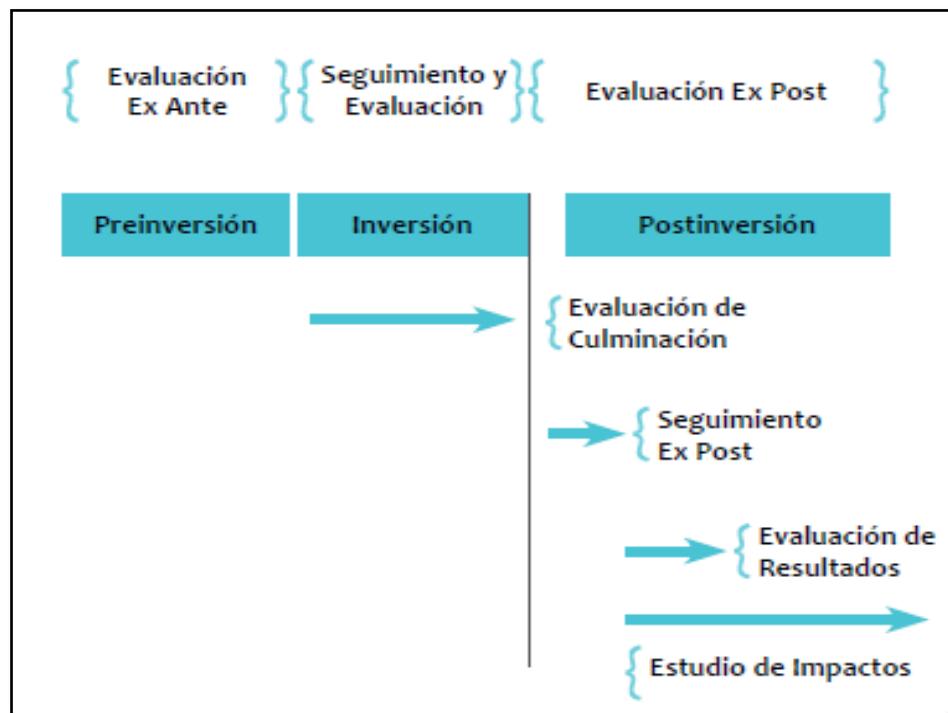 Evaluación
Ex Ante
Seguimiento y
Evaluación
Evaluación Ex Post
Preinversión
Inversión
Postinversión
Evaluación de
Culminación
Seguimiento
Ex Post
Evaluación de
Resultados
Estudio de Impactos